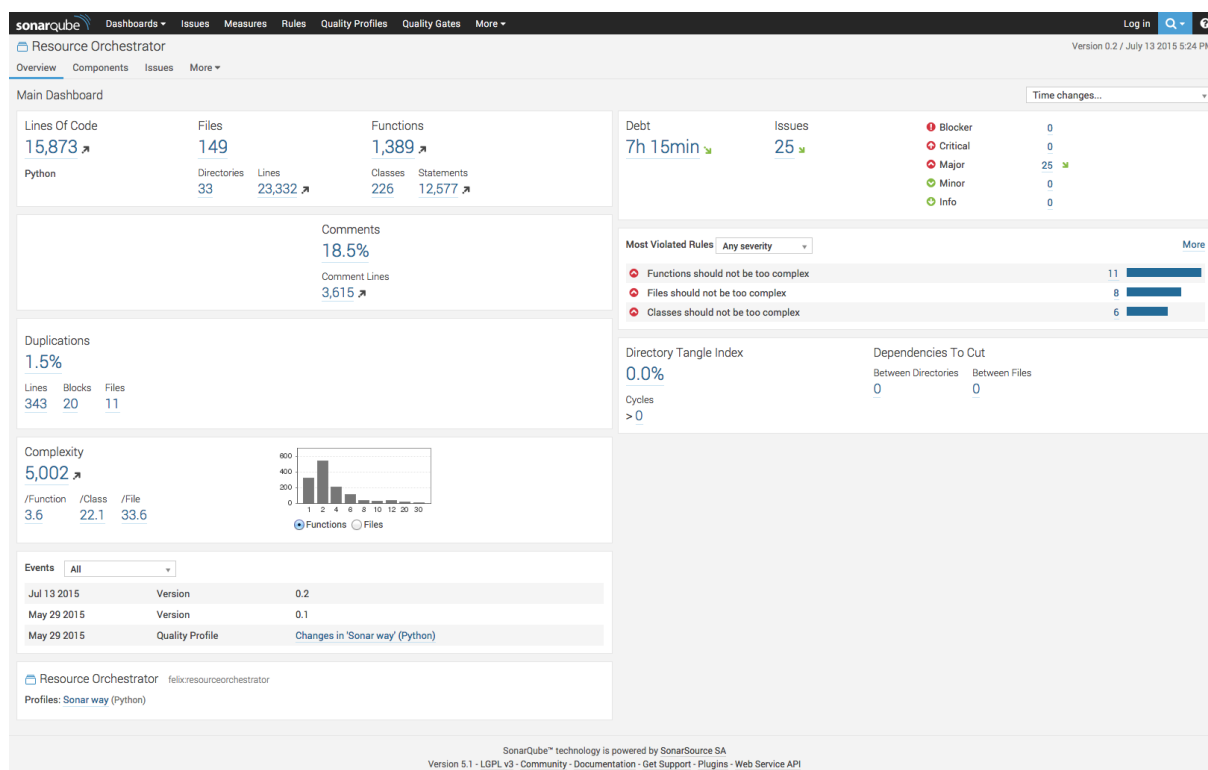 sonarqube Dashboards Issues Measures Rules Quality Profiles Quality Gates More Log in
Resource Orchestrator
Version 0.2 / July 13 2015 5:24 PM
Overview Components Issues More
Main Dashboard
Time changes...
Lines Of Code Files Functions
15,873 149 1,389
Python Directories Lines Classes Statements
33 23,332 226 12,577
Comments
18.5%
Comment Lines
3,615
Duplications
1.5%
Lines Blocks Files
343 20 11
Complexity
5,002
/Function /Class /File
3.6 22.1 33.6
600
400
200
0
1 2 4 6 8 10 12 20 30
Functions Files
Events All
Jul 13 2015 Version 0.2
May 29 2015 Version 0.1
May 29 2015 Quality Profile Changes in 'Sonar way' (Python)
Resource Orchestrator felix:resourceorchestrator
Profiles: Sonar way (Python)
Debt Issues
7h 15min 25
Blocker 0
Critical 0
Major 25
Minor 0
Info 0
Most Violated Rules Any severity More
Functions should not be too complex 11
Files should not be too complex 8
Classes should not be too complex 6
Directory Tangle Index Dependencies To Cut
0.0% Between Directories Between Files
0 0
Cycles
> 0
SonarQube™ technology is powered by SonarSource SA
Version 5.1 - LGPL v3 - Community - Documentation - Get Support - Plugins - Web Service API